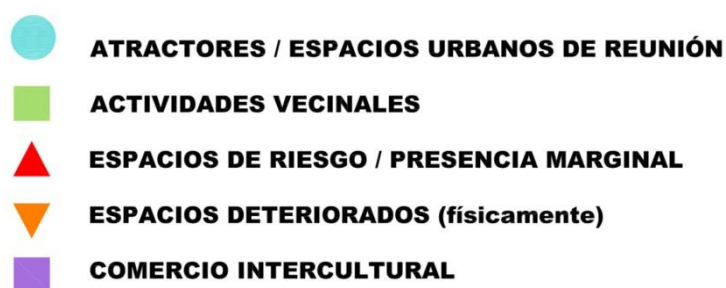 ATRACTORES / ESPACIOS URBANOS DE REUNIÓN
ACTIVIDADES VECINALES
ESPACIOS DE RIESGO / PRESENCIA MARGINAL
ESPACIOS DETERIORADOS (físicamente)
COMERCIO INTERCULTURAL